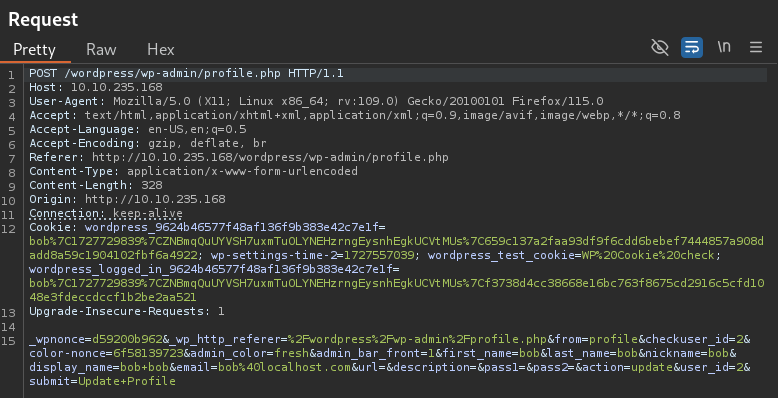 Request
Pretty Raw Hex
\n
1 POST /wordpress/wp-admin/profile.php HTTP/1.1
2 Host: 10.10.235.168
3 User-Agent: Mozilla/5.0 (X11; Linux x86_64; rv:109.0) Gecko/20100101 Firefox/115.0
4 Accept: text/html,application/xhtml+xml,application/xml;q=0.9,image/avif,image/webp,*/*;q=0.8
5 Accept-Language: en-US,en;q=0.5
6 Accept-Encoding: gzip, deflate, br
7 Referer: http://10.10.235.168/wordpress/wp-admin/profile.php
8 Content-Type: application/x-www-form-urlencoded
9 Content-Length: 328
10 Origin: http://10.10.235.168
11 Connection: keep-alive
12 Cookie: wordpress_9624b46577f48af136f9b383e42c7e1f=
bob%7C1727729839%7CZNBmqQuUYVSH7uxmTuOLYNEHzrngEysnhEgkUCVtMUs%7C659c137a2faa93df9f6cdd6bebef7444857a908d
add8a59c1904102fbf6a4922; wp-settings-time-2=1727557039; wordpress_test_cookie=WP%20Cookie%20check;
wordpress_logged_in_9624b46577f48af136f9b383e42c7e1f=
bob%7C1727729839%7CZNBmqQuUYVSH7uxmTuOLYNEHzrngEysnhEgkUCVtMUs%7Cf3738d4cc38668e16bc763f8675cd2916c5cfd10
48e3fdeccdccf1b2be2aa521
13 Upgrade-Insecure-Requests: 1
14
15 _wpnonce=d59200b962&_wp_http_referer=%2Fwordpress%2Fwp-admin%2Fprofile.php&from=profile&checkuser_id=2&
color-nonce=6f58139723&admin_color=fresh&admin_bar_front=1&first_name=bob&last_name=bob&nickname=bob&
display_name=bob+bob&email=bob%40localhost.com&url=&description=&pass1=&pass2=&action=update&user_id=2&
submit=Update+Profile